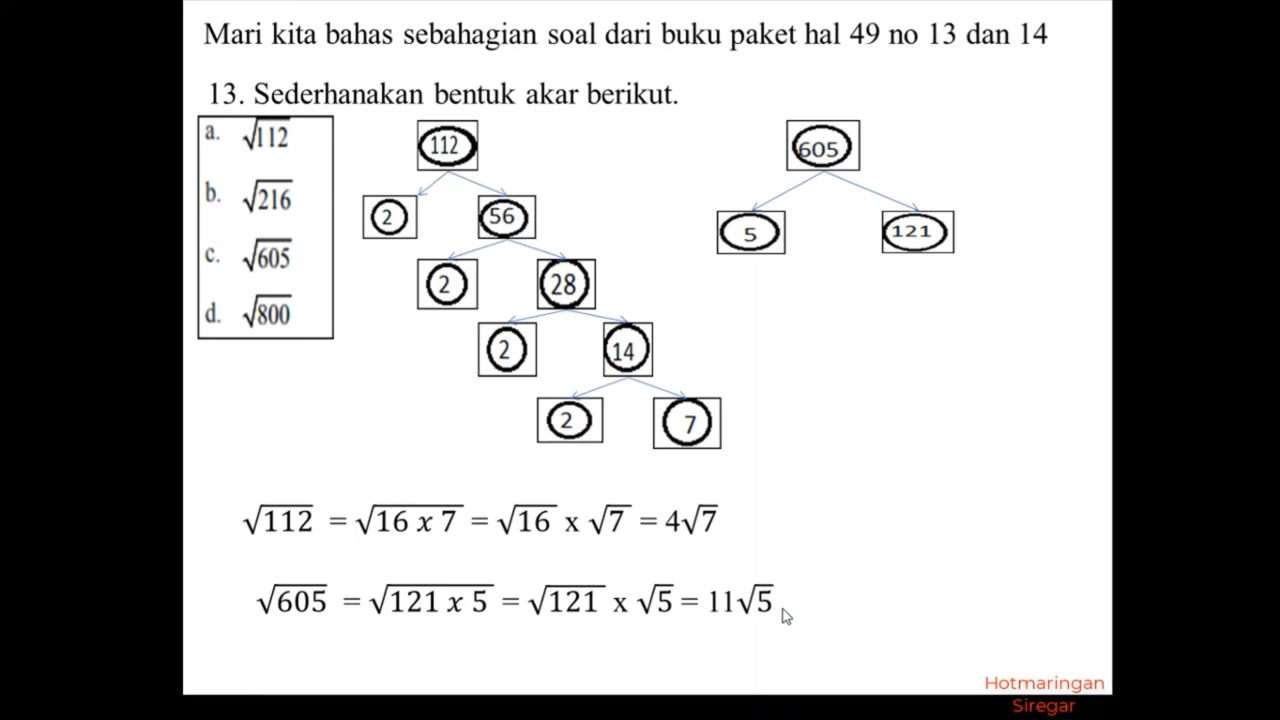 Mari kita bahas sebahagian soal dari buku paket hal 49 no 13 dan 14
13. Sederhanakan bentuk akar berikut.
a. √112
b. √216
c. √605
d. √800
112
2 56
2 28
2 14
2 7
605
5 121
√112 = √16 x 7 = √16 x √7 = 4√7
√605 = √121 x 5 = √121 x √5 = 11√5
Hotmaringan
Siregar